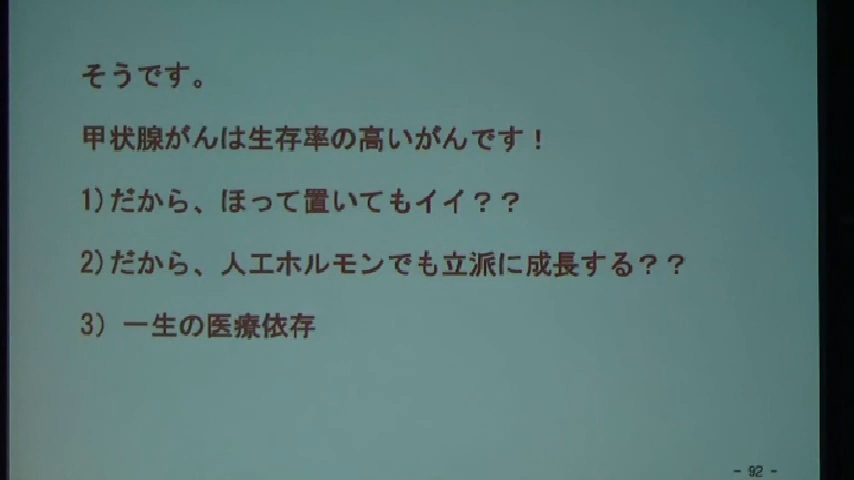 そうです。
甲状腺がんは生存率の高いがんです！
1)だから、ほって置いてもイイ？？
2)だから、人工ホルモンでも立派に成長する？？
3) 一生の医療依存
- 92 -